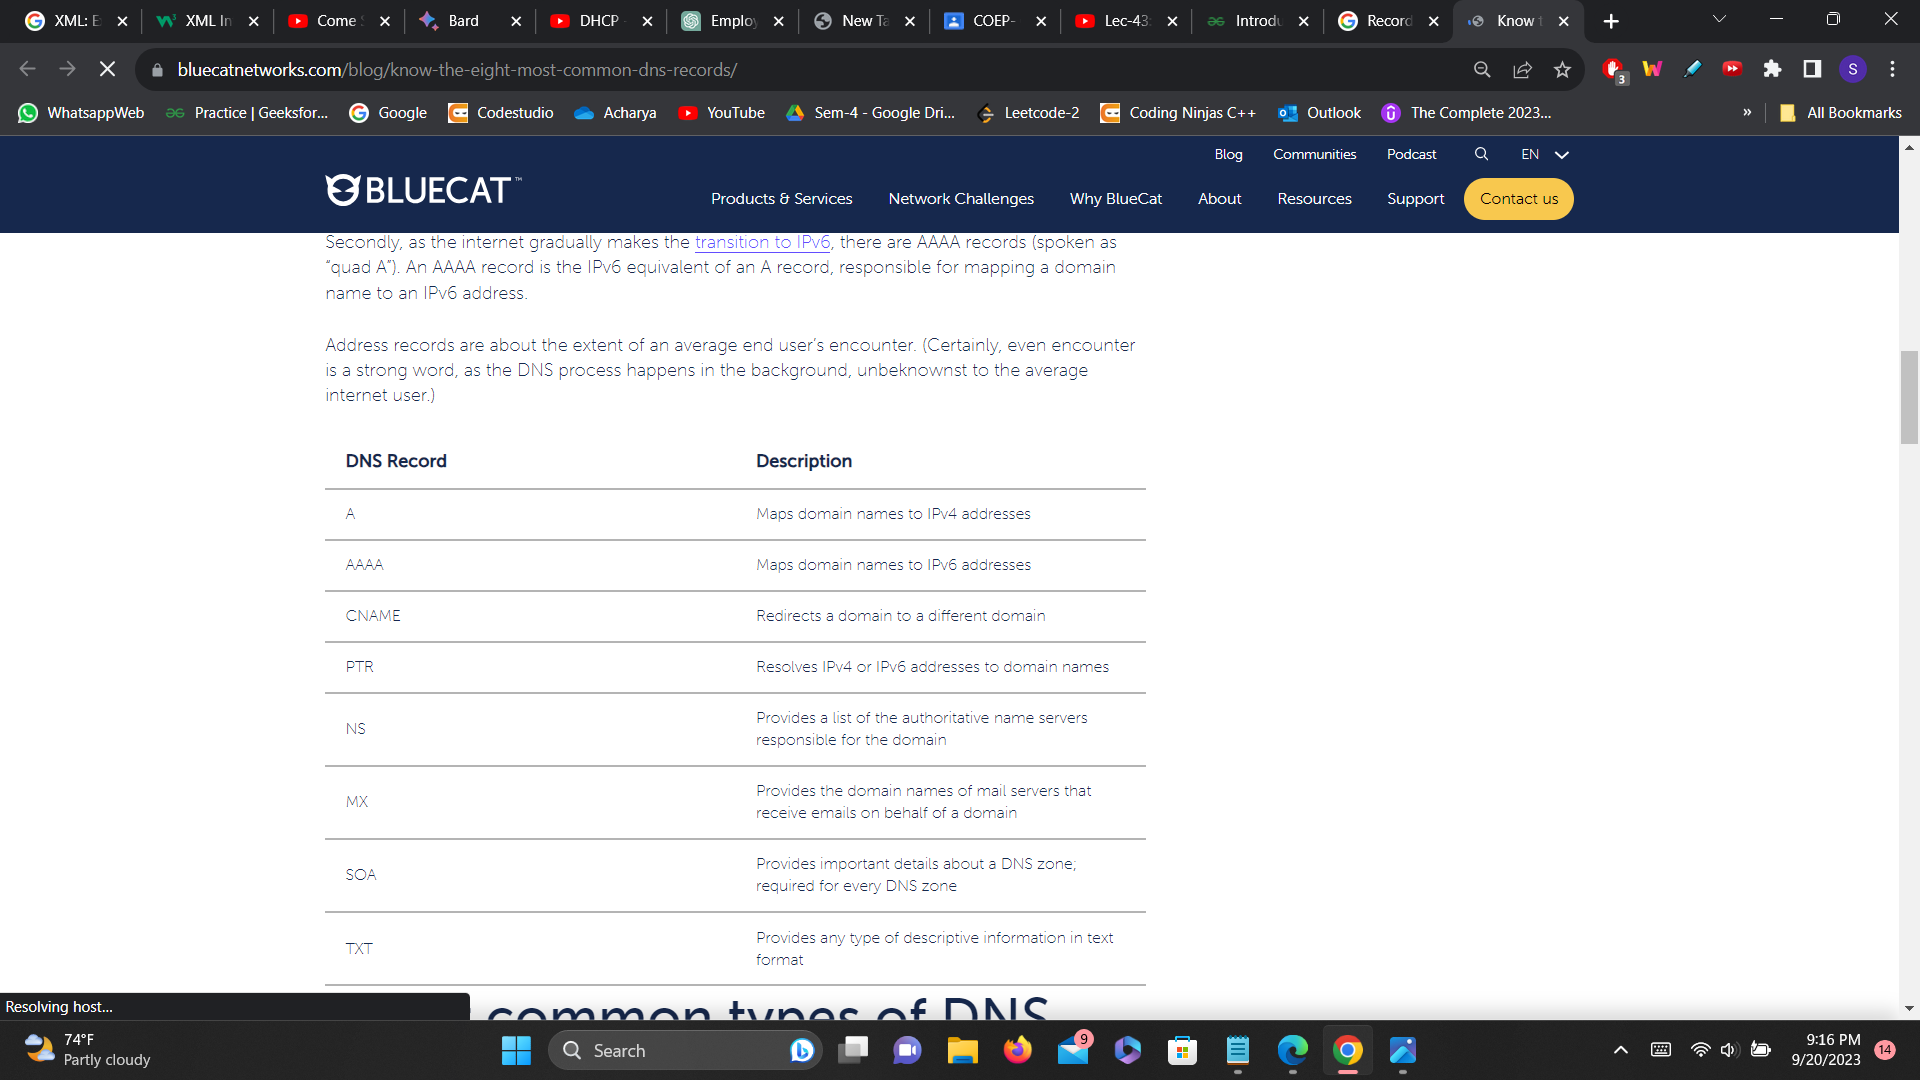 XML: E
XML In
Come S
Bard
DHCP
Employ
New Ta
COEP-
Lec-43:
Introdu
Record
Know t
bluecatnetworks.com/blog/know-the-eight-most-common-dns-records/
3
S
WhatsappWeb
Practice | Geeksfor...
Google
Codestudio
Acharya
YouTube
Sem-4 - Google Dri...
Leetcode-2
Coding Ninjas C++
Outlook
The Complete 2023...
»
All Bookmarks
Blog Communities Podcast EN
BLUECAT™
Products & Services Network Challenges Why BlueCat About Resources Support Contact us
Secondly, as the internet gradually makes the transition to IPv6, there are AAAA records (spoken as
“quad A”). An AAAA record is the IPv6 equivalent of an A record, responsible for mapping a domain
name to an IPv6 address.
Address records are about the extent of an average end user’s encounter. (Certainly, even encounter
is a strong word, as the DNS process happens in the background, unbeknownst to the average
internet user.)
DNS Record Description
A Maps domain names to IPv4 addresses
AAAA Maps domain names to IPv6 addresses
CNAME Redirects a domain to a different domain
PTR Resolves IPv4 or IPv6 addresses to domain names
NS Provides a list of the authoritative name servers
responsible for the domain
MX Provides the domain names of mail servers that
receive emails on behalf of a domain
SOA Provides important details about a DNS zone;
required for every DNS zone
TXT Provides any type of descriptive information in text
format
common types of DNS
Resolving host...
74°F
Partly cloudy
Search
9
9:16 PM
9/20/2023
14